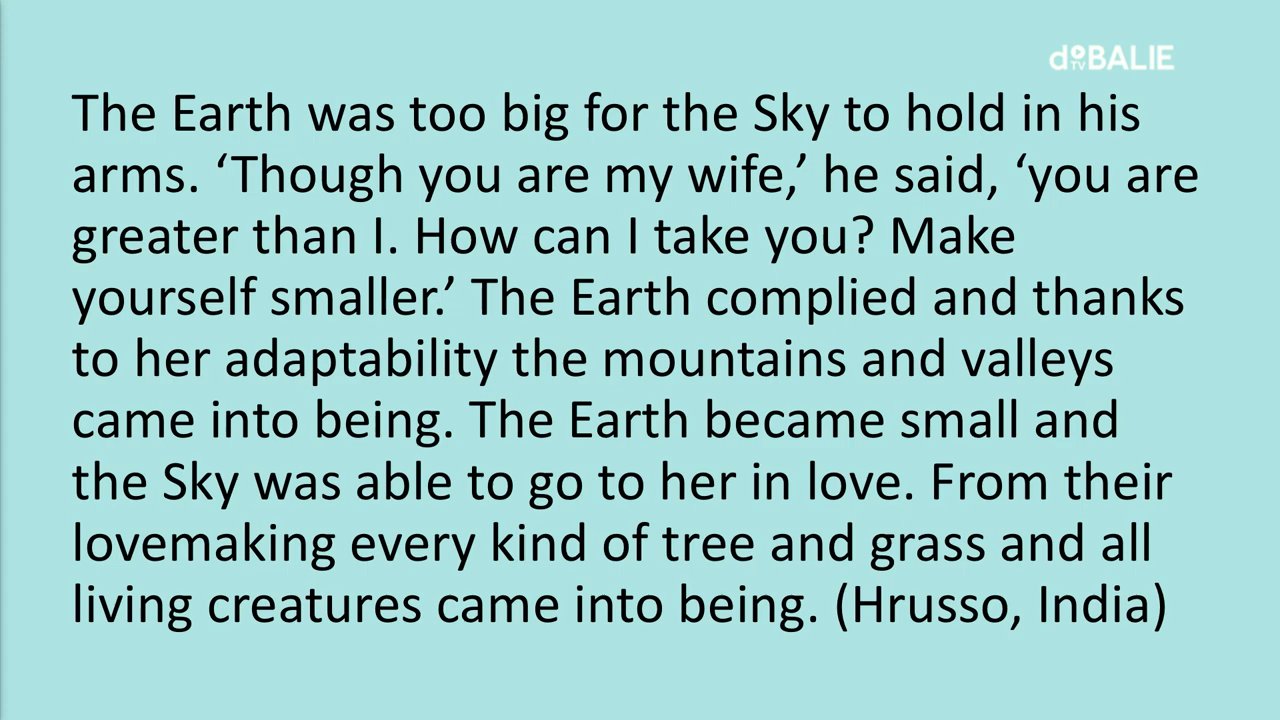 de BALIE TV
The Earth was too big for the Sky to hold in his
arms. ‘Though you are my wife,’ he said, ‘you are
greater than I. How can I take you? Make
yourself smaller.’ The Earth complied and thanks
to her adaptability the mountains and valleys
came into being. The Earth became small and
the Sky was able to go to her in love. From their
lovemaking every kind of tree and grass and all
living creatures came into being. (Hrusso, India)